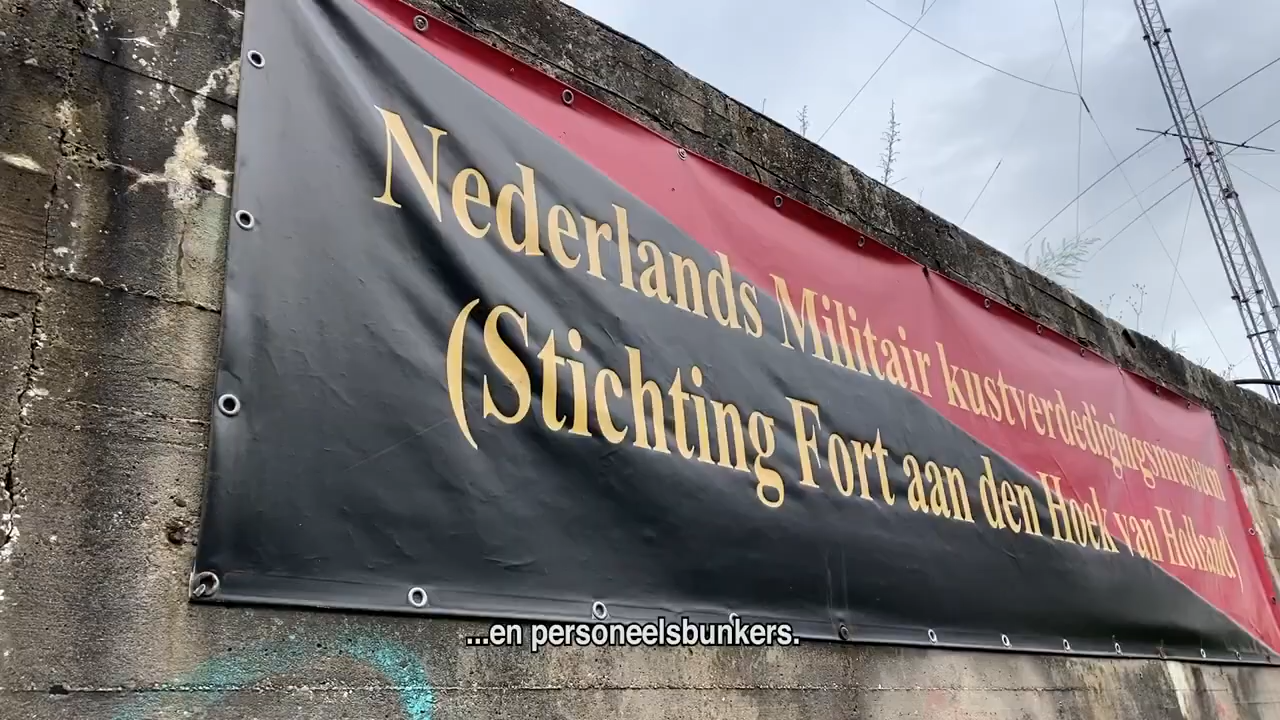 Nederlands Militair kustverdedigingsmuseum
(Stichting Fort aan den Hoek van Holland)
...en personeelsbunkers.